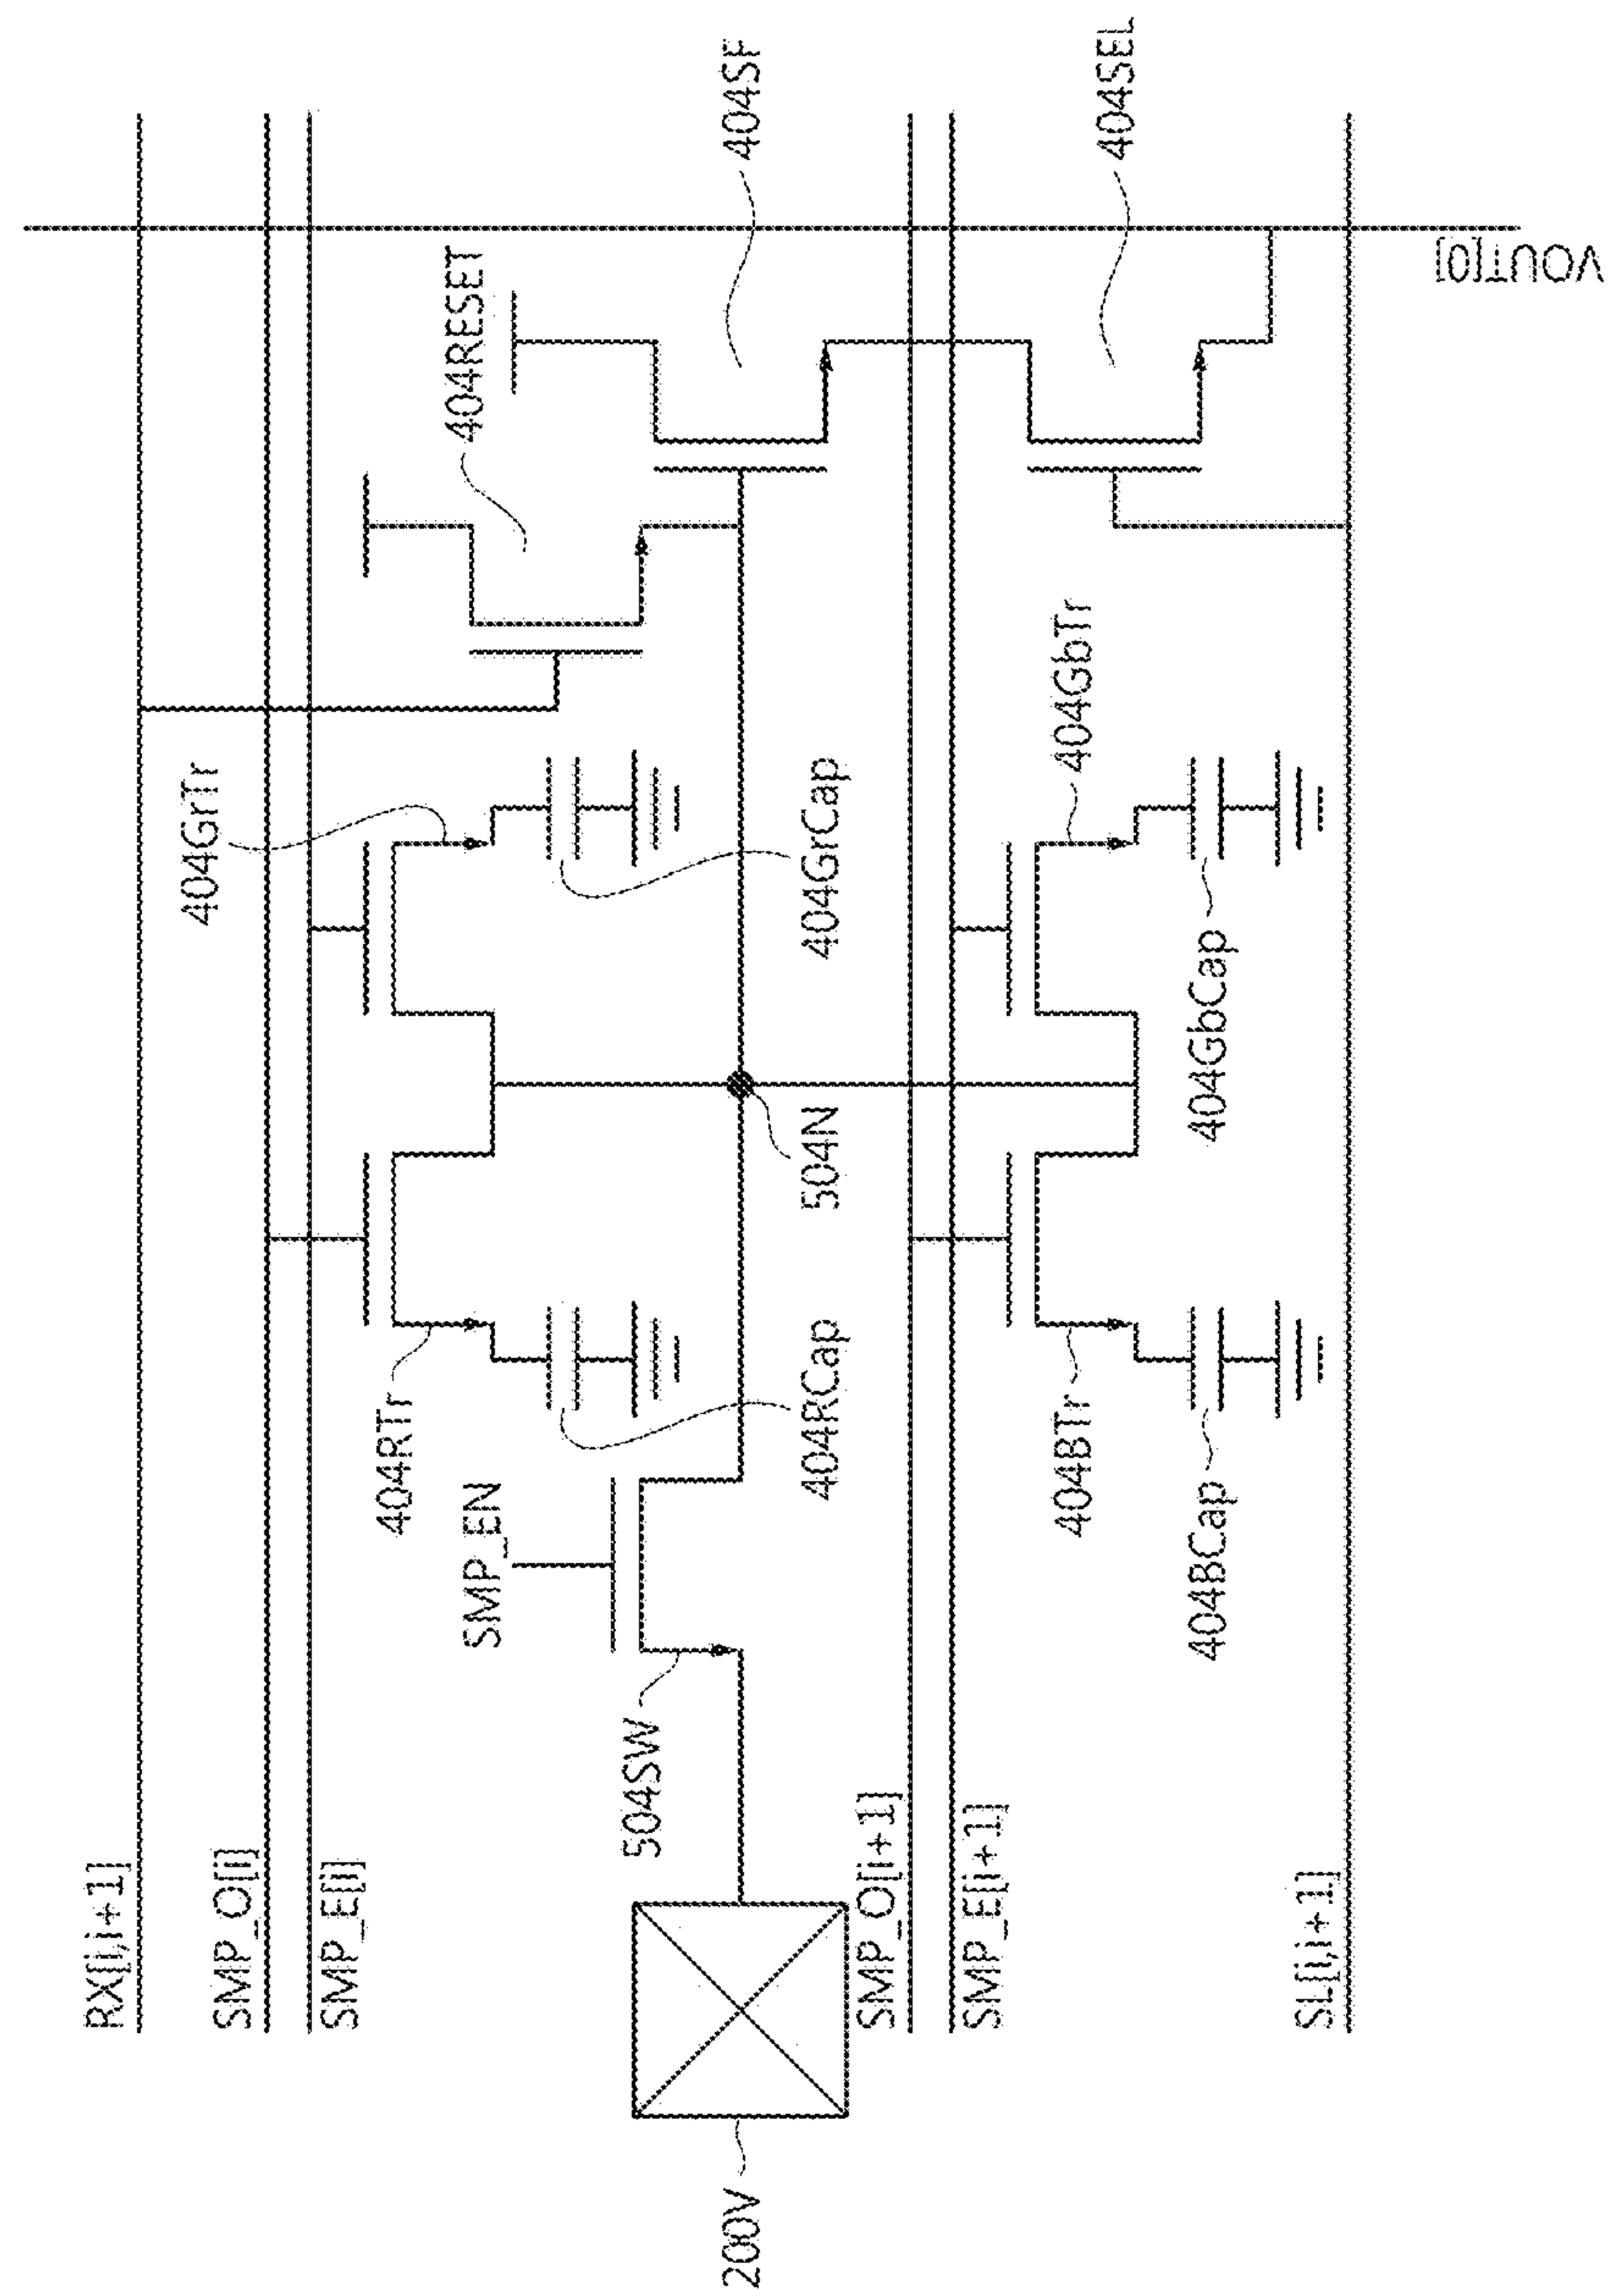 RX[i,i+1]
SMP_O[i]
SMP_E[i]
404GrTr
404RTr
404RESET
SMP_EN
504SW
200V
404SF
404RCap
504N
404GrCap
SMP_O[i+1]
SMP_E[i+1]
404BTr
404GbTr
404SEL
404BCap
404GbCap
SL[i,i+1]
VOUT[0]